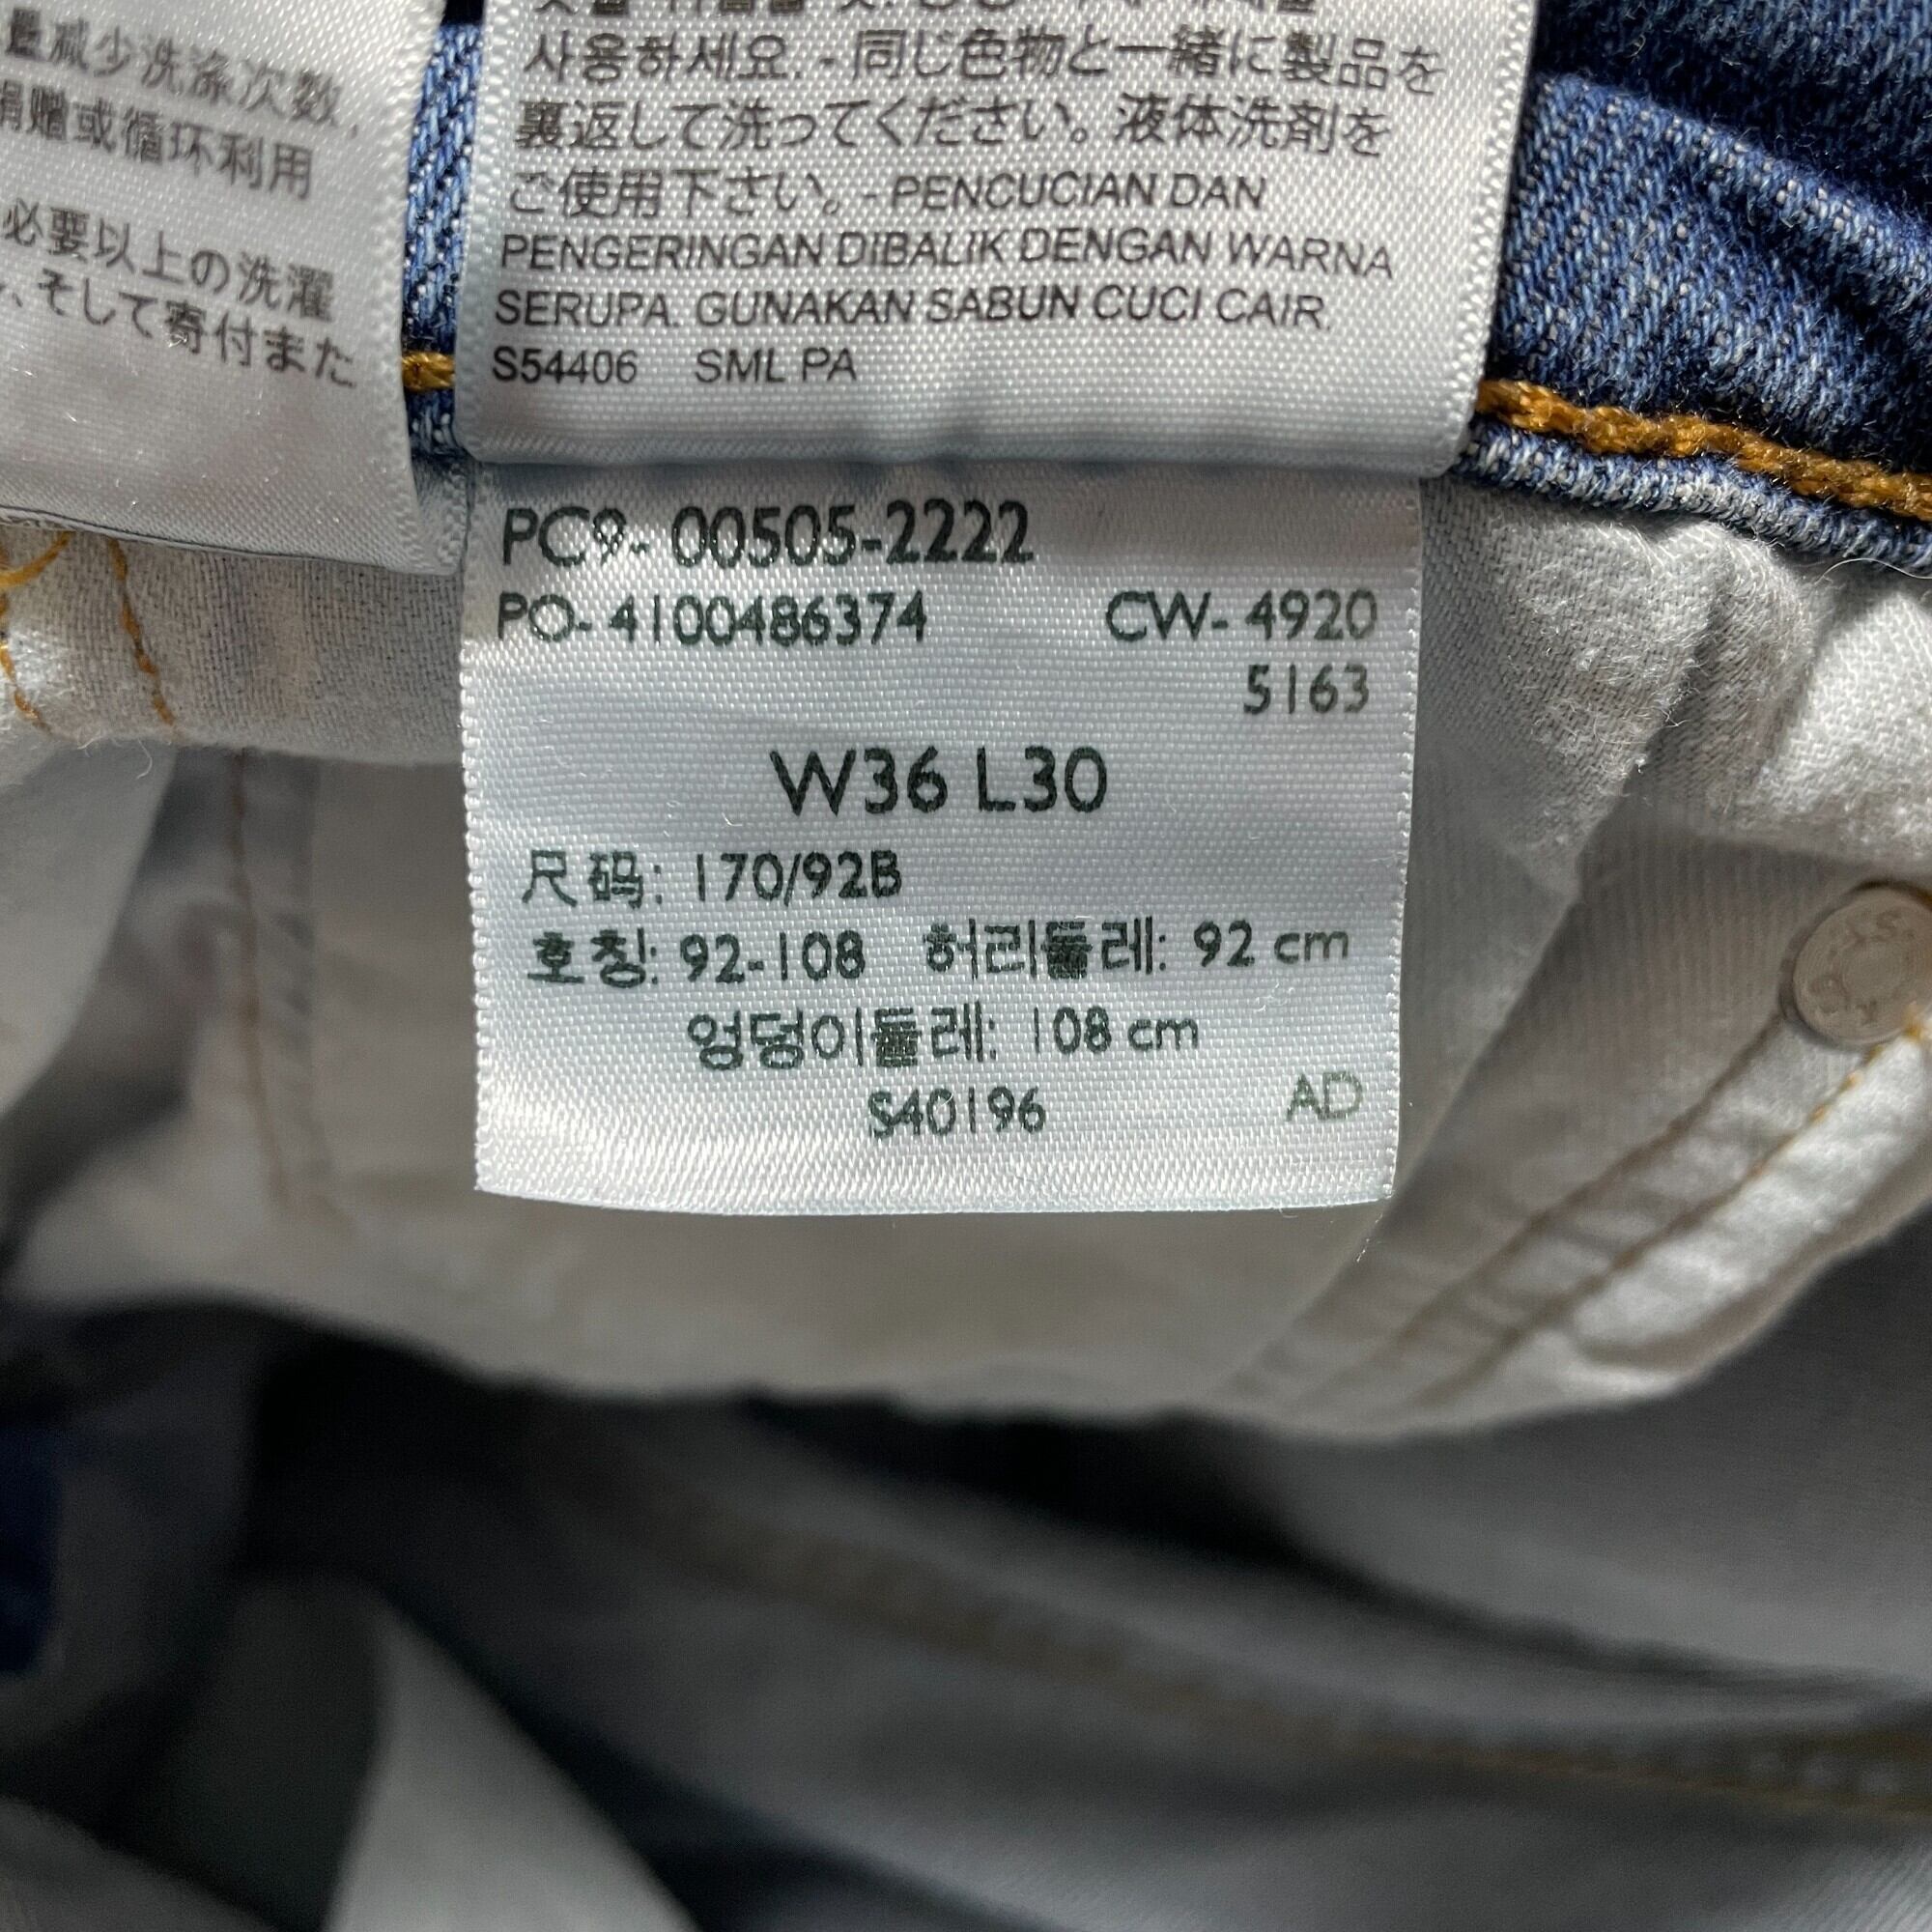 量减少洗涤次数，
捐赠或循环利用
必要以上の洗濯
、そして寄付また
사용하세요. - 同じ色物と一緒に製品を
裏返して洗ってください。液体洗剤を
ご使用下さい。- PENCUCIAN DAN
PENGERINGAN DIBALIK DENGAN WARNA
SERUPA. GUNAKAN SABUN CUCI CAIR.
S54406 SML PA
PC9- 00505-2222
PO- 4100486374 CW- 4920
5163
W36 L30
尺码: 170/92B
호칭: 92-108 허리둘레: 92 cm
엉덩이둘레: 108 cm
S40196 AD